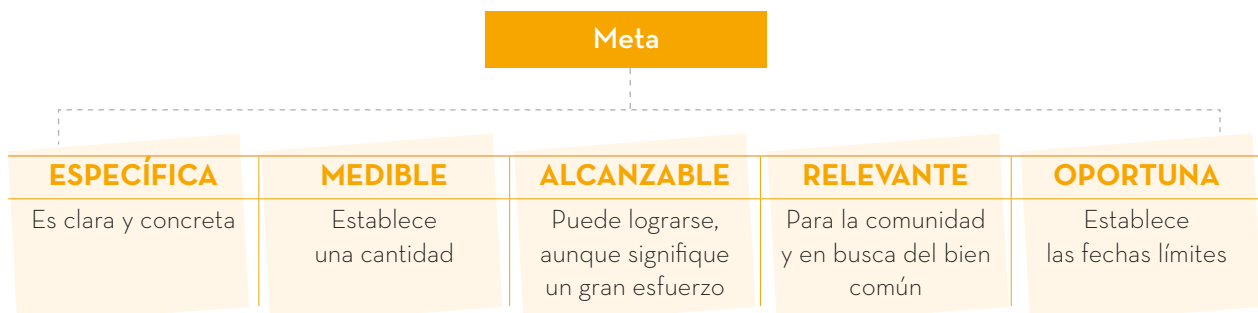 Meta
ESPECÍFICA
Es clara y concreta
MEDIBLE
Establece
una cantidad
ALCANZABLE
Puede lograrse,
aunque signifique
un gran esfuerzo
RELEVANTE
Para la comunidad
y en busca del bien
común
OPORTUNA
Establece
las fechas límites